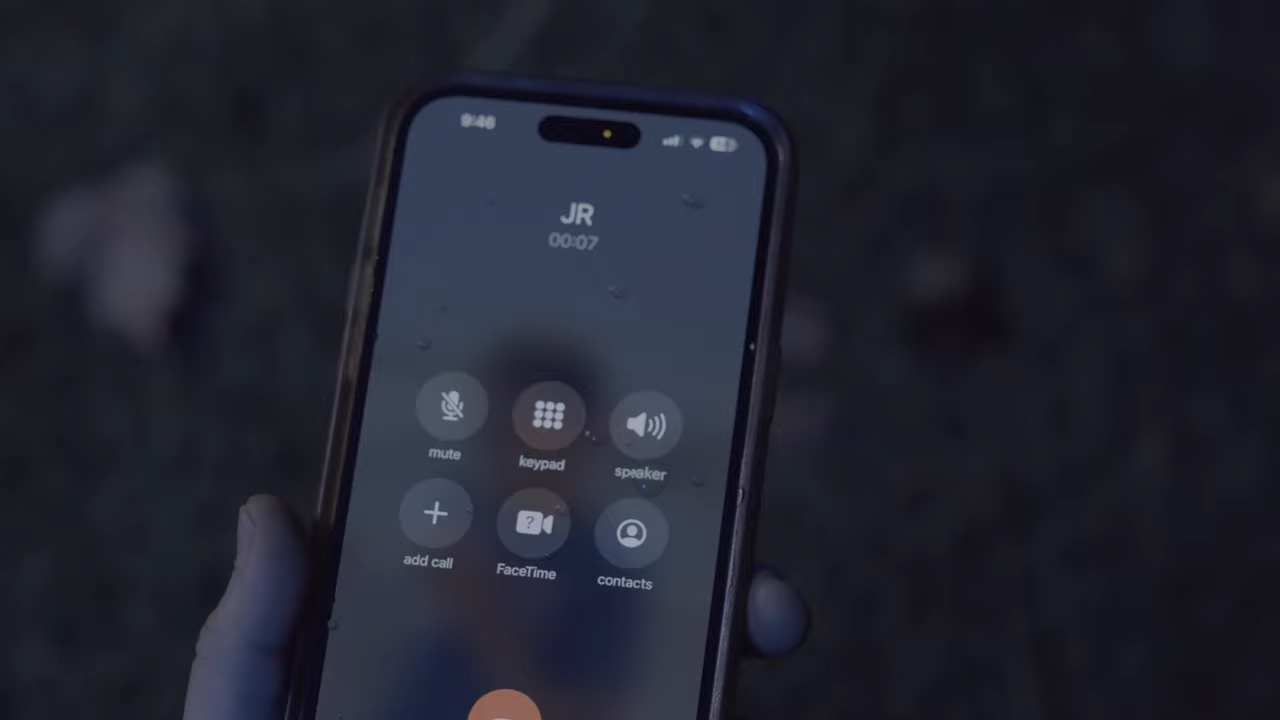 9:46
JR
00:07
mute
keypad
speaker
add call
FaceTime
contacts